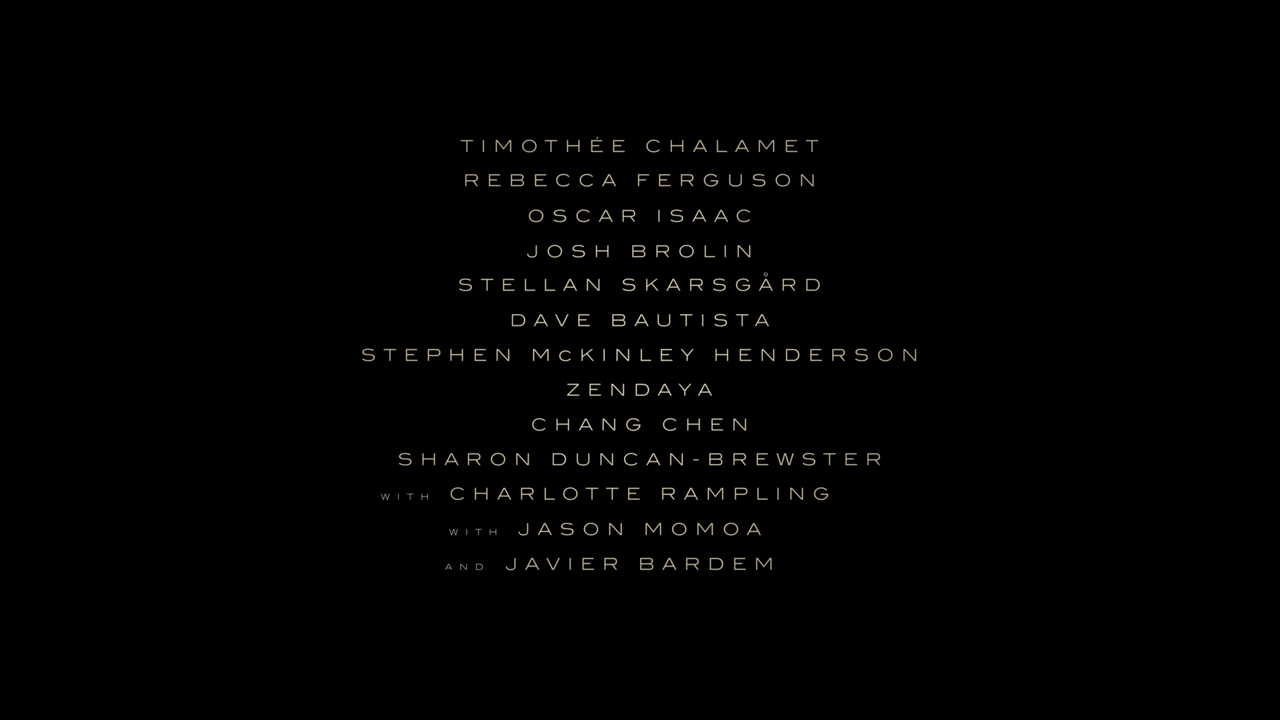 TIMOTHÉE CHALAMET
REBECCA FERGUSON
OSCAR ISAAC
JOSH BROLIN
STELLAN SKARSGÅRD
DAVE BAUTISTA
STEPHEN McKINLEY HENDERSON
ZENDAYA
CHANG CHEN
SHARON DUNCAN-BREWSTER
WITH CHARLOTTE RAMPLING
WITH JASON MOMOA
AND JAVIER BARDEM